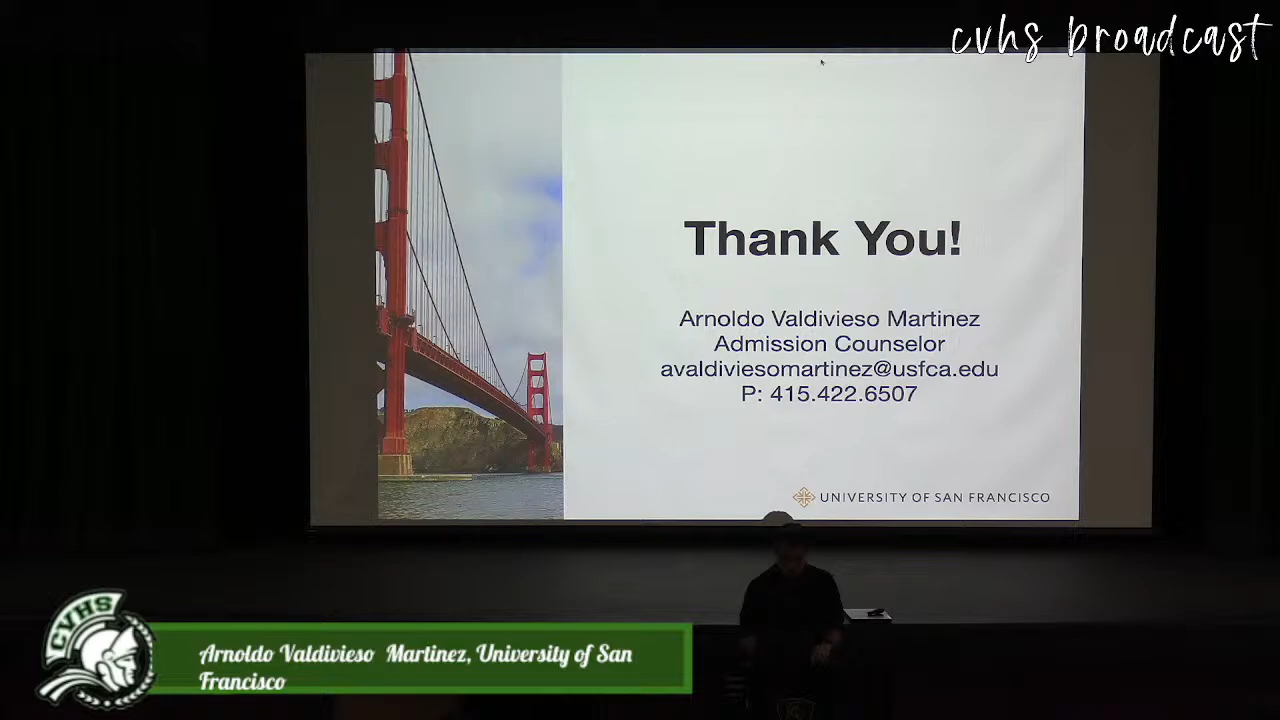 cvhs broadcast
Thank You!
Arnoldo Valdivieso Martinez
Admission Counselor
avaldiviesomartinez@usfca.edu
P: 415.422.6507
UNIVERSITY OF SAN FRANCISCO
CVHS
Arnoldo Valdivieso Martinez, University of San
Francisco